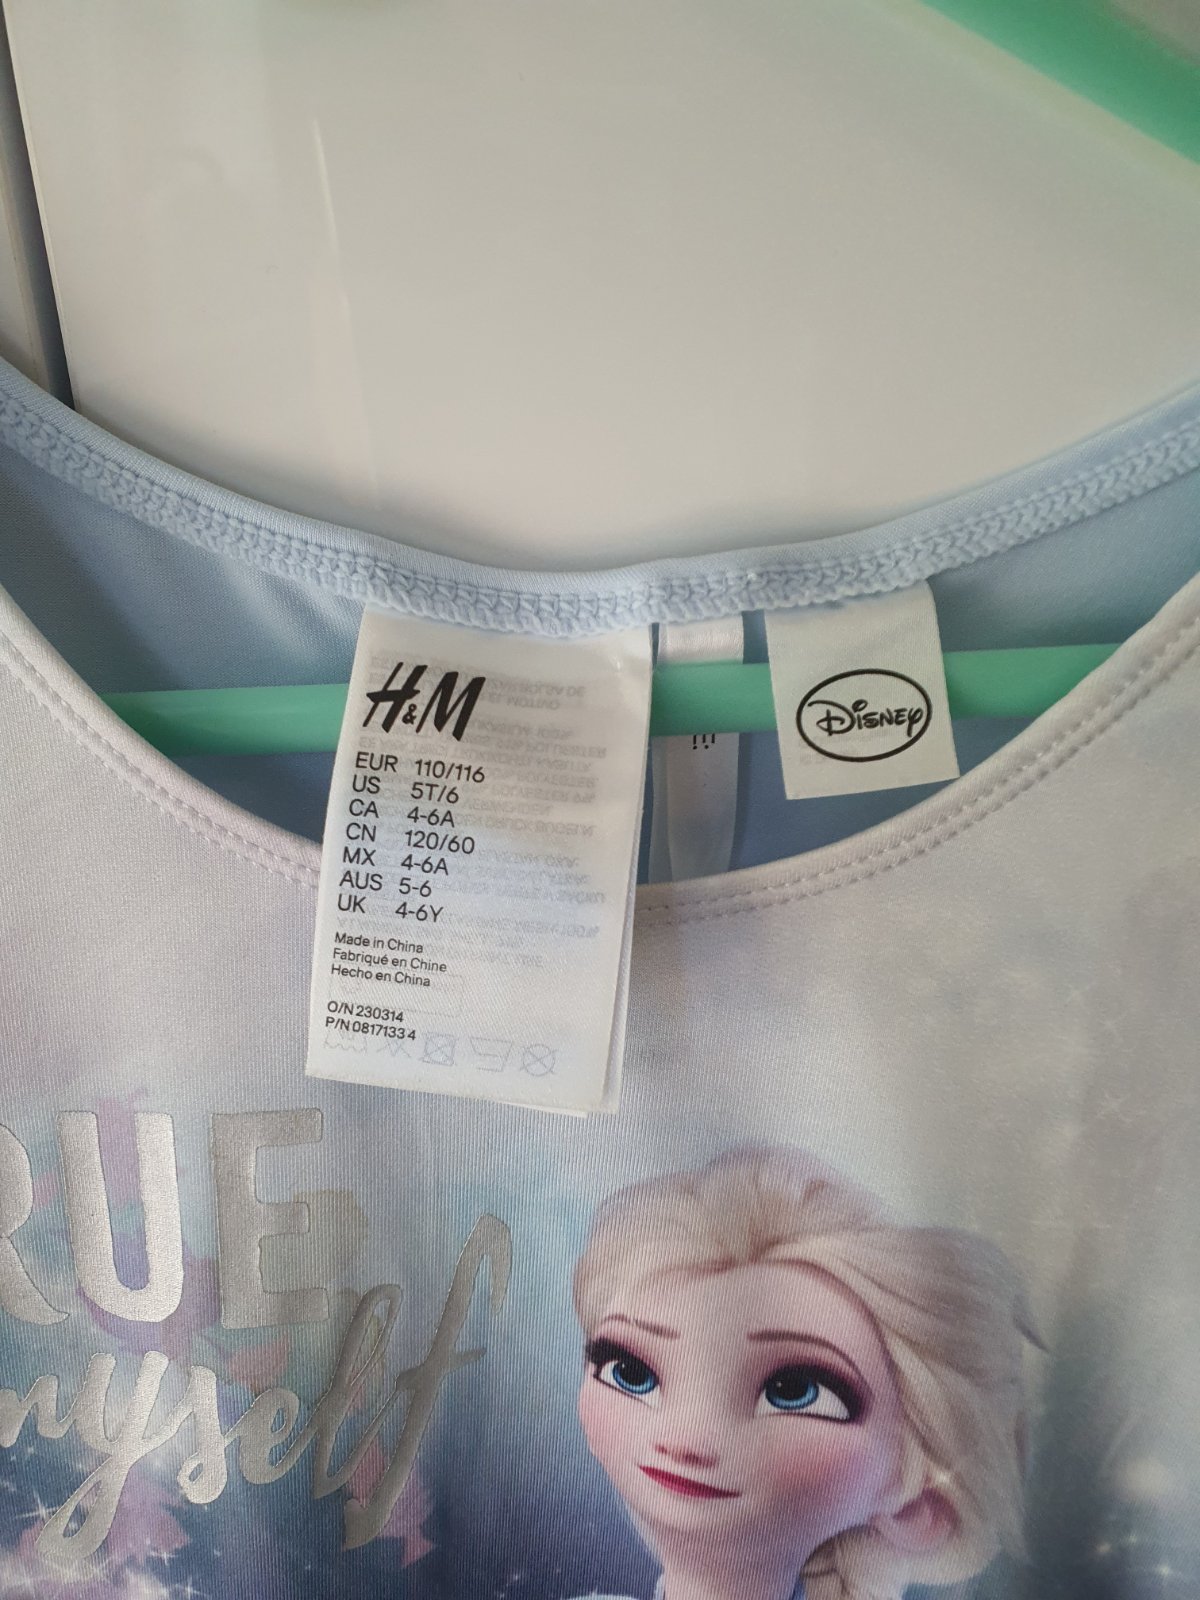 H&M
EUR 110/116
US 5T/6
CA 4-6A
CN 120/60
MX 4-6A
AUS 5-6
UK 4-6Y
Made in China
Fabriqué en Chine
Hecho en China
O/N 230314
P/N 0817133 4
Disney
RUE
myself